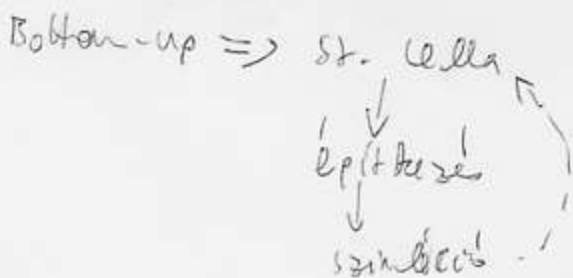 Bottom-up => St. cella
építkezés
szimuláció